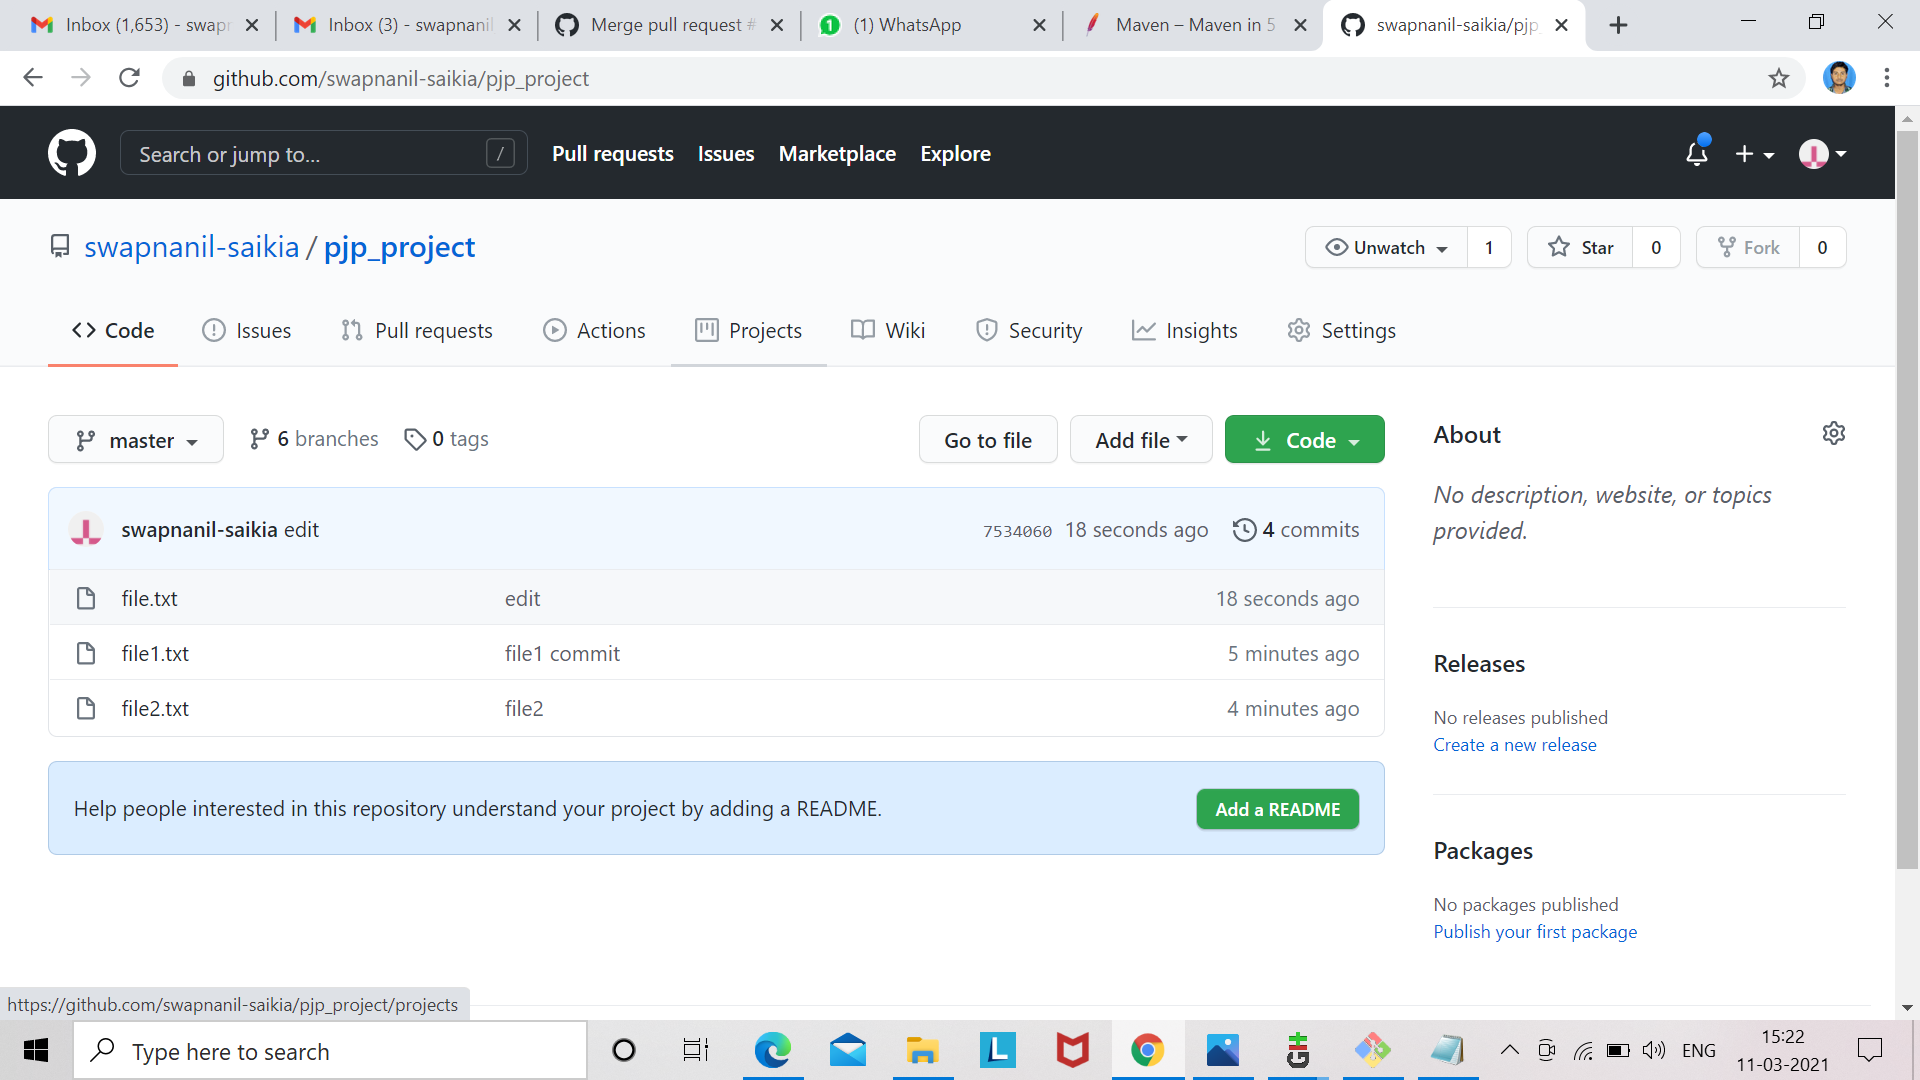 Inbox (1,653) - swapn
Inbox (3) - swapnanil
Merge pull request #
(1) WhatsApp
Maven – Maven in 5
swapnanil-saikia/pjp_
github.com/swapnanil-saikia/pjp_project
Search or jump to...
/
Pull requests
Issues
Marketplace
Explore
swapnanil-saikia / pjp_project
Unwatch 1
Star 0
Fork 0
Code
Issues
Pull requests
Actions
Projects
Wiki
Security
Insights
Settings
master
6 branches
0 tags
Go to file
Add file
Code
swapnanil-saikia edit
7534060 18 seconds ago
4 commits
file.txt edit 18 seconds ago
file1.txt file1 commit 5 minutes ago
file2.txt file2 4 minutes ago
Help people interested in this repository understand your project by adding a README.
Add a README
About
No description, website, or topics
provided.
Releases
No releases published
Create a new release
Packages
No packages published
Publish your first package
https://github.com/swapnanil-saikia/pjp_project/projects
Type here to search
L
G
ENG
15:22
11-03-2021